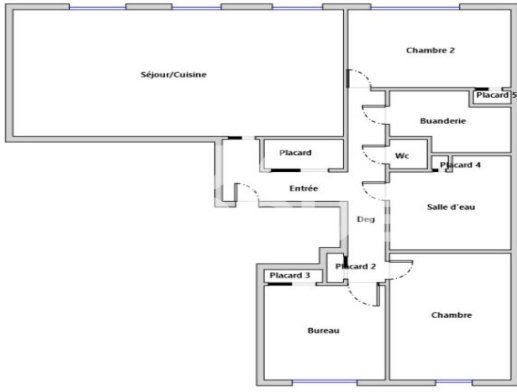 Chambre 2
Séjour/Cuisine
Placard 5
Buanderie
Placard
Wc
Placard 4
Entrée
Salle d'eau
Deg
Placard 2
Placard 3
Chambre
Bureau